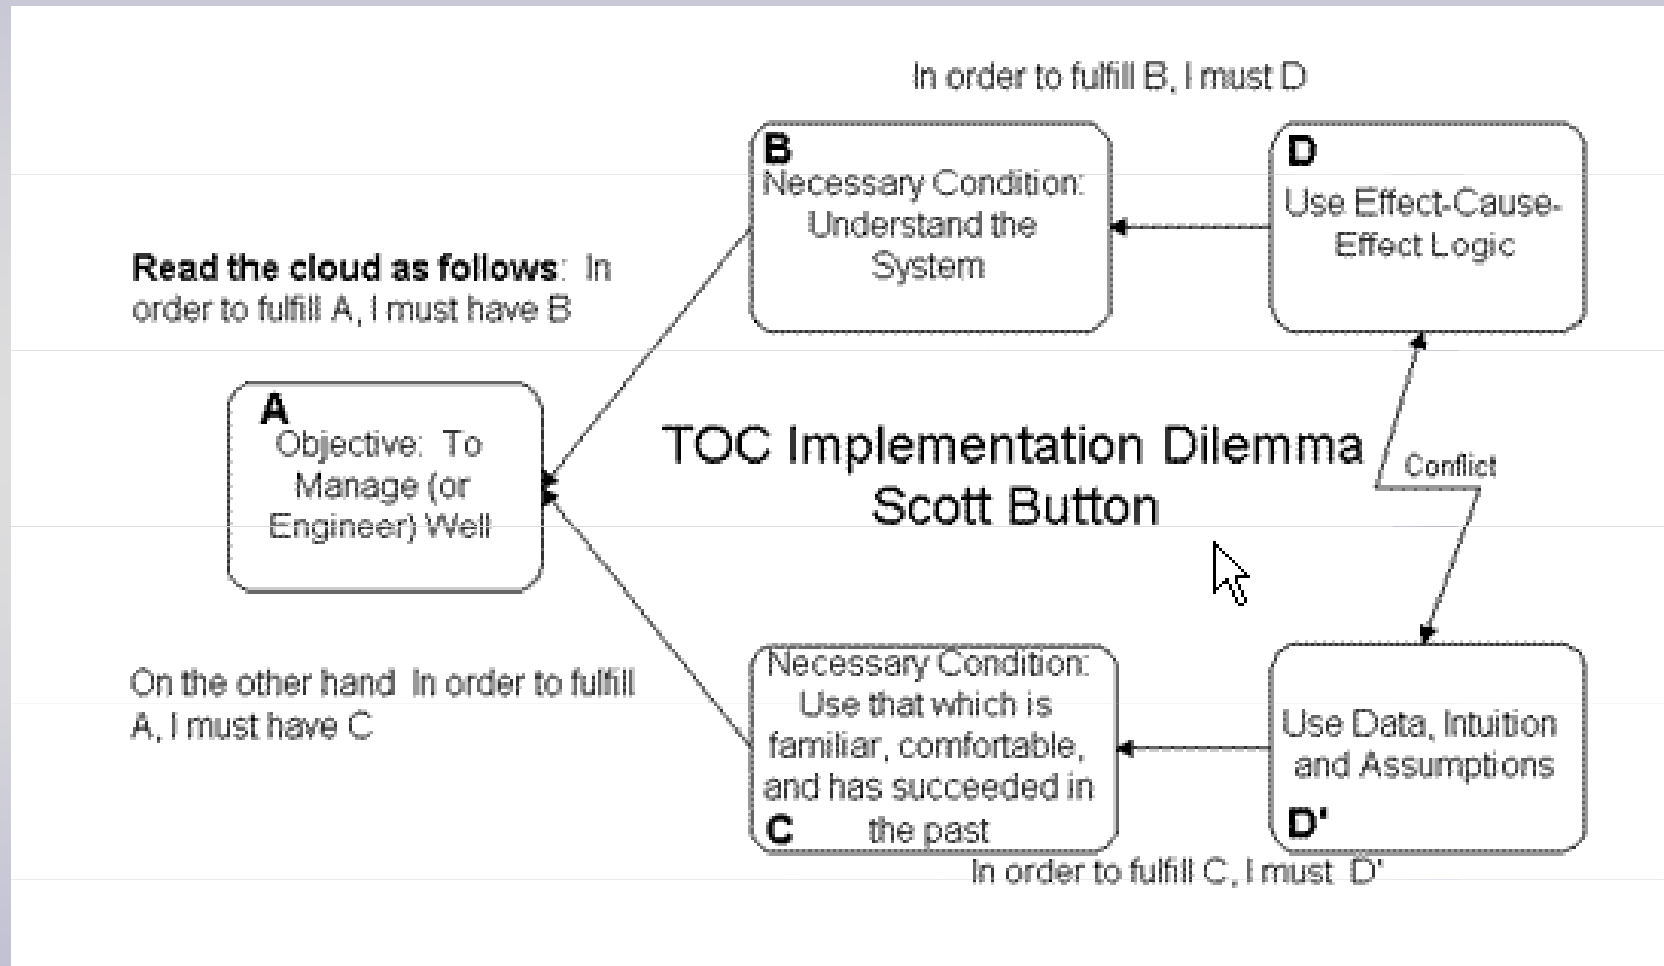 In order to fulfill B, I must D
B
Necessary Condition:
Understand the
System
D
Use Effect-Cause-
Effect Logic
Read the cloud as follows: In
order to fulfill A, I must have B
A
Objective: To
Manage (or
Engineer) Well
TOC Implementation Dilemma
Scott Button
Conflict
On the other hand In order to fulfill
A, I must have C
Necessary Condition:
Use that which is
familiar, comfortable,
and has succeeded in
C the past
Use Data, Intuition
and Assumptions
D'
In order to fulfill C, I must D'